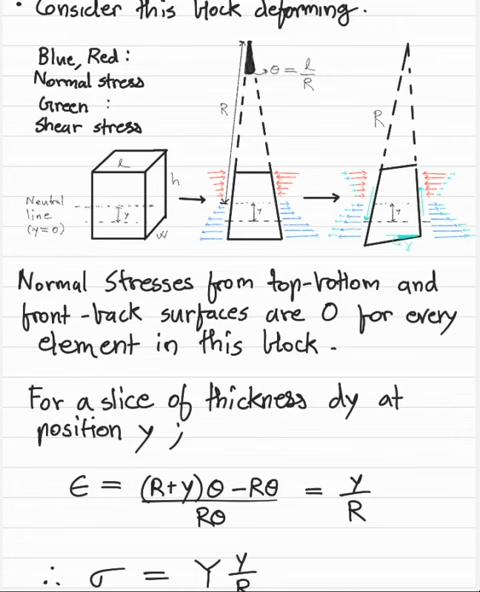 • Consider this block deforming.
Blue, Red :
Normal stress
Green :
Shear stress
θ = l/R
R
R
l
h
Neutral
line
(y=0)
y
w
y
y
γ
Normal Stresses from top-bottom and
front-back surfaces are 0 for every
element in this block.
For a slice of thickness dy at
position y ;
ϵ = (R+y)θ - Rθ / Rθ = y/R
∴ σ = Y y/R